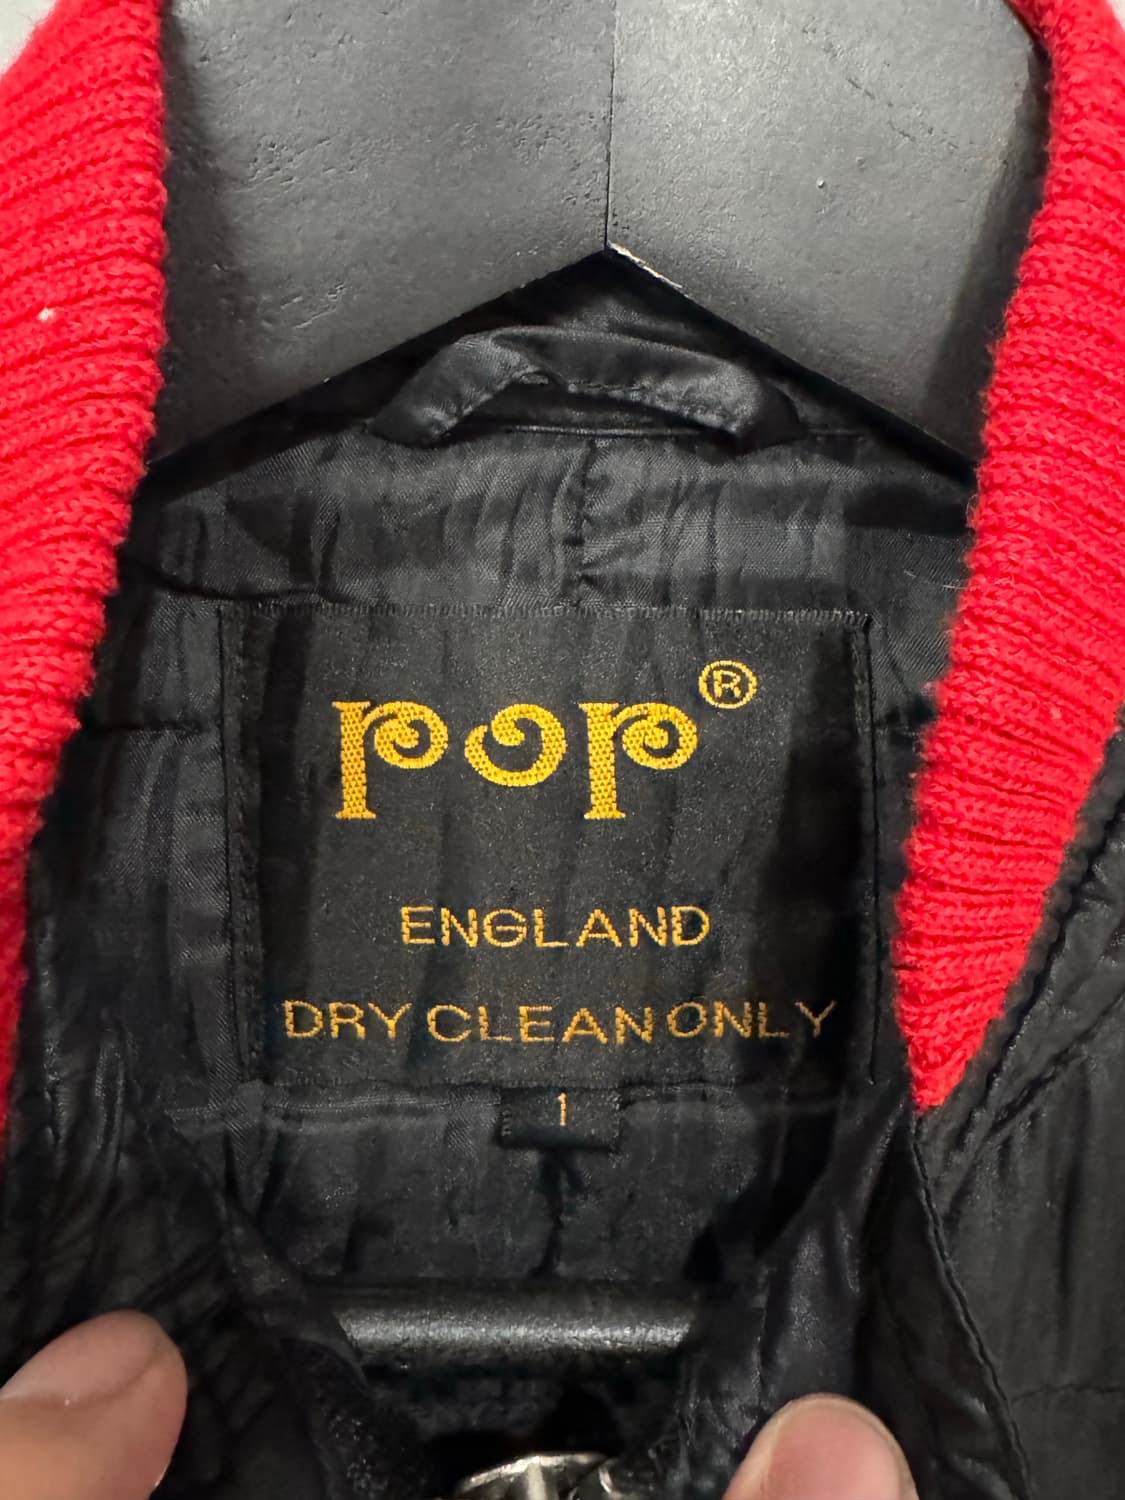 pop®
ENGLAND
DRY CLEAN ONLY
1